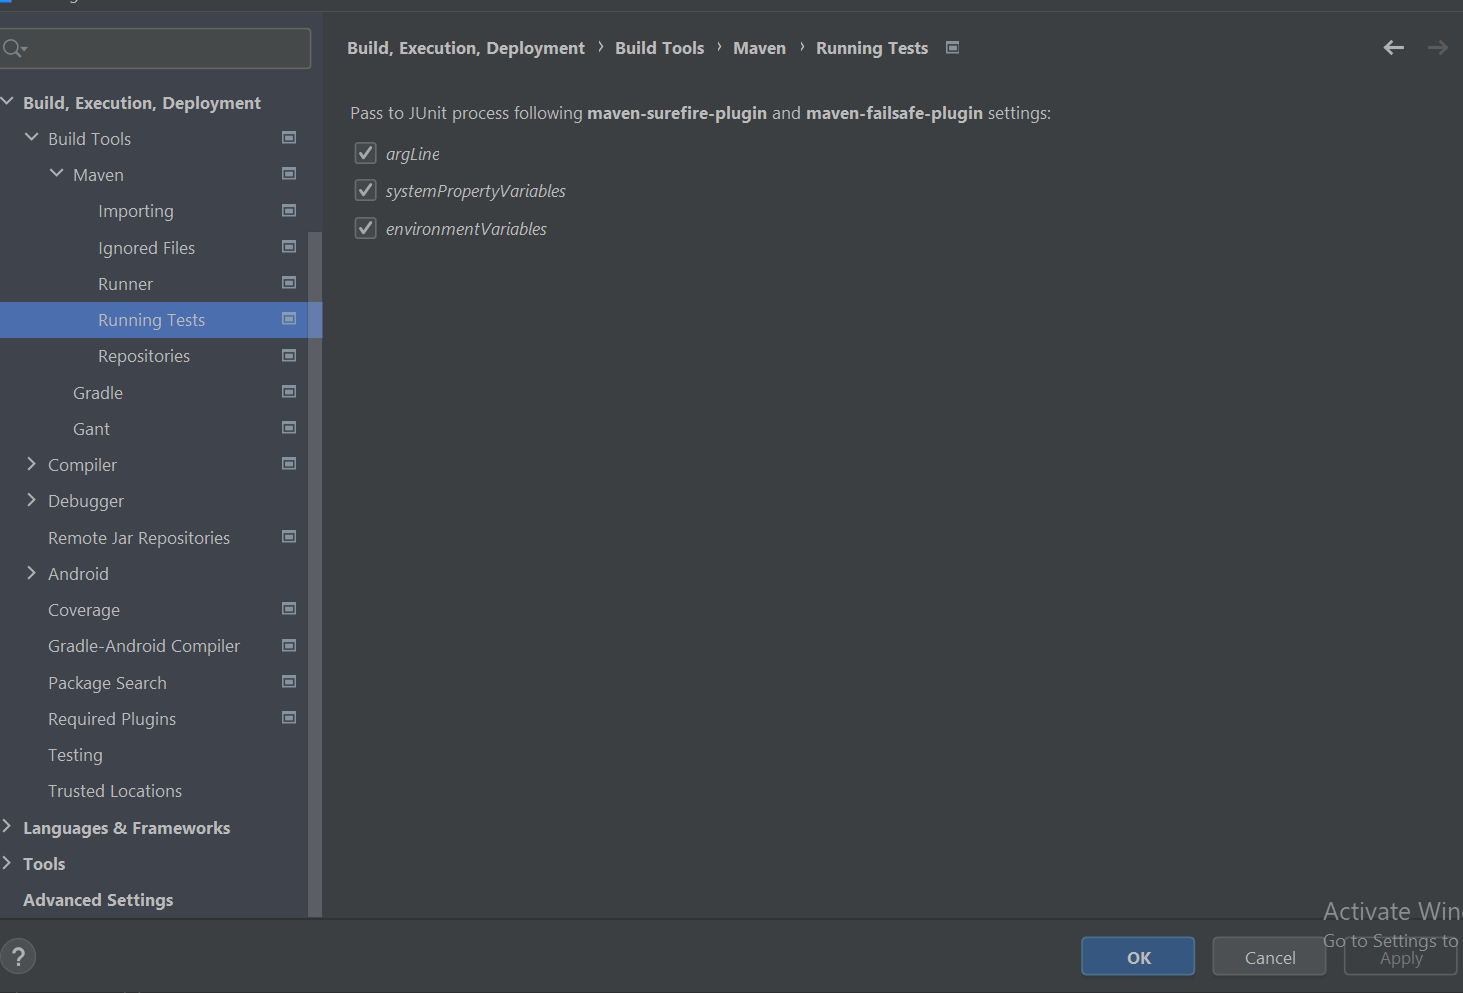 Build, Execution, Deployment
Build Tools
Maven
Importing
Ignored Files
Runner
Running Tests
Repositories
Gradle
Gant
Compiler
Debugger
Remote Jar Repositories
Android
Coverage
Gradle-Android Compiler
Package Search
Required Plugins
Testing
Trusted Locations
Languages & Frameworks
Tools
Advanced Settings
Build, Execution, Deployment › Build Tools › Maven › Running Tests
Pass to JUnit process following maven-surefire-plugin and maven-failsafe-plugin settings:
argLine
systemPropertyVariables
environmentVariables
Activate Win
Go to Settings to
?
OK
Cancel
Apply